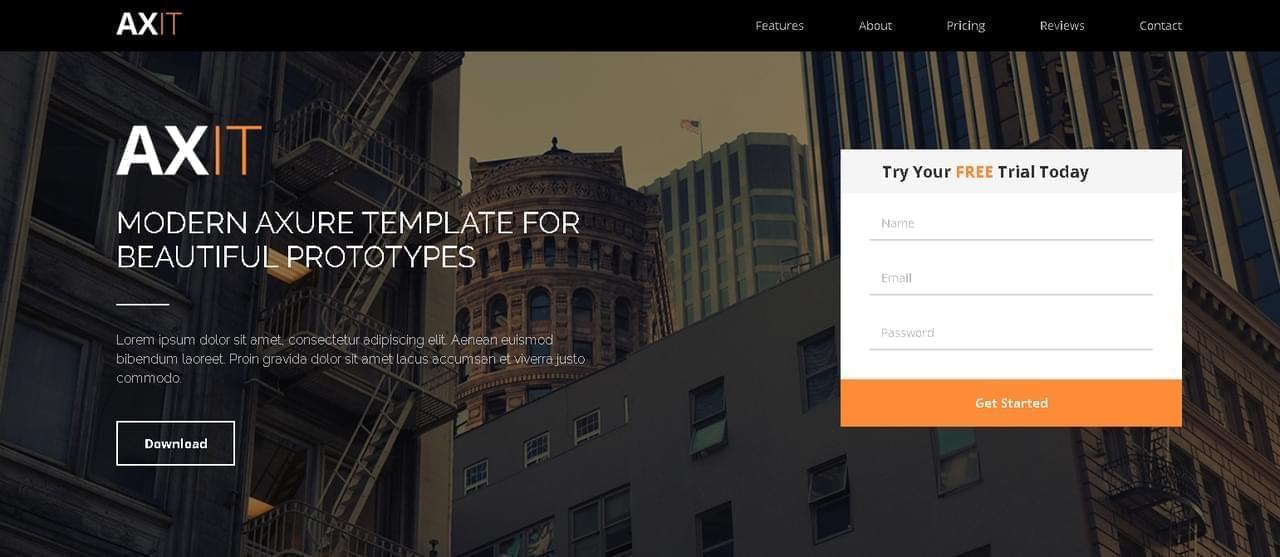 AXIT
Features
About
Pricing
Reviews
Contact
AXIT
MODERN AXURE TEMPLATE FOR
BEAUTIFUL PROTOTYPES
Lorem ipsum dolor sit amet, consectetur adipiscing elit. Aenean euismod
bibendum laoreet. Proin gravida dolor sit amet lacus accumsan et viverra justo
commodo.
Download
Try Your FREE Trial Today
Name
Email
Password
Get Started